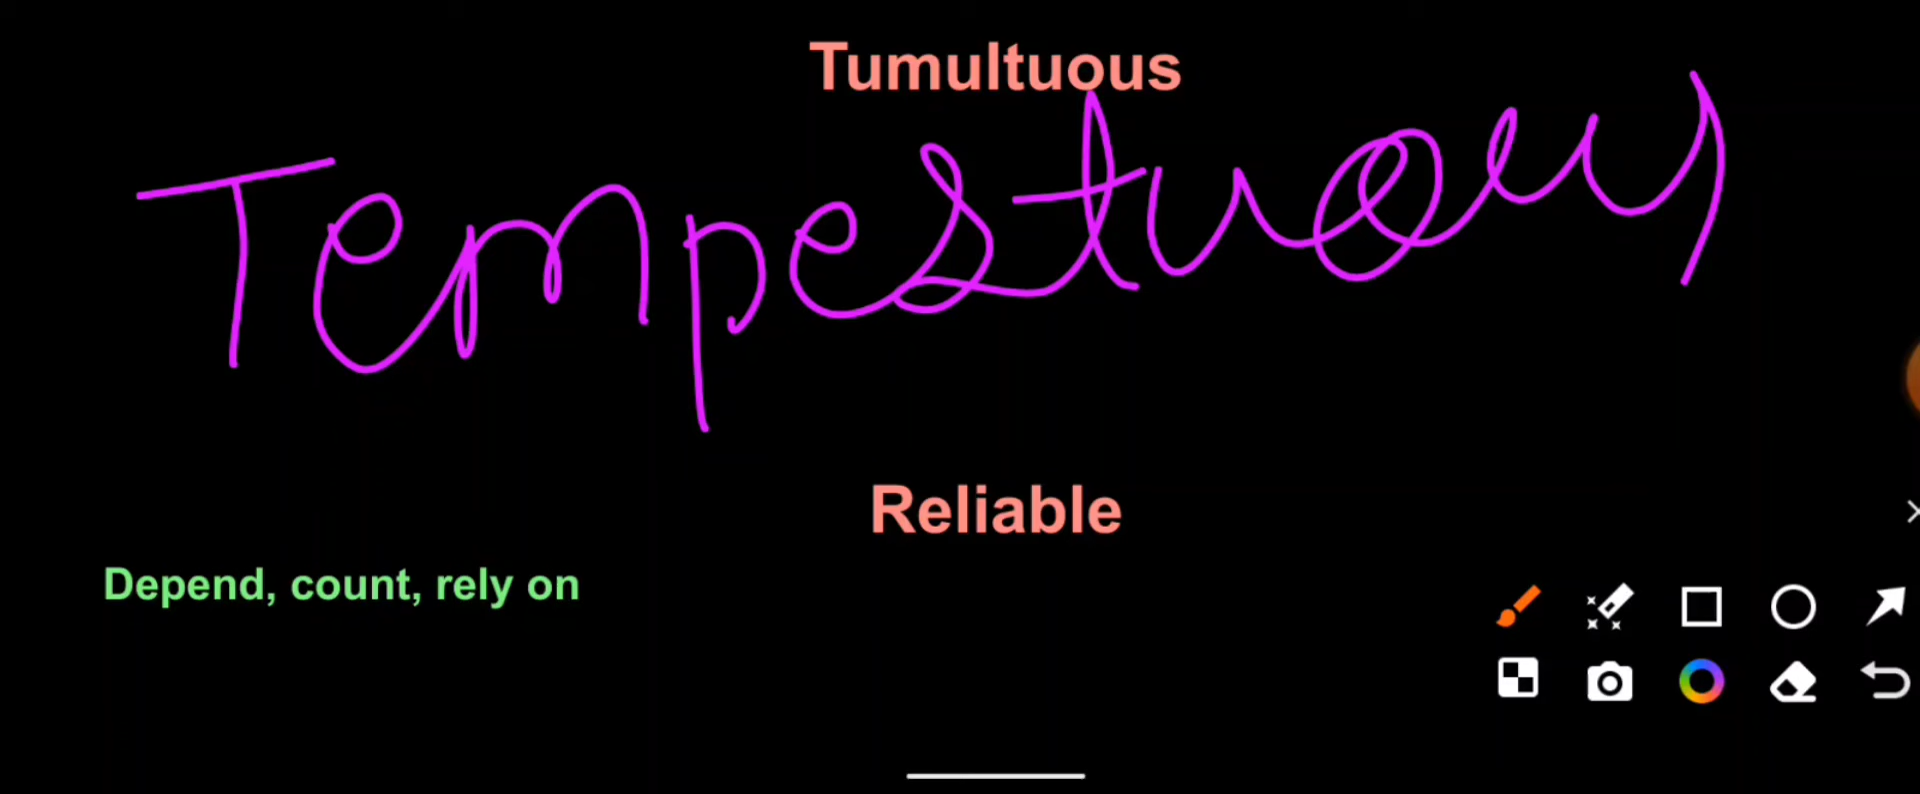 Tumultuous
Tempestuous
Reliable
Depend, count, rely on